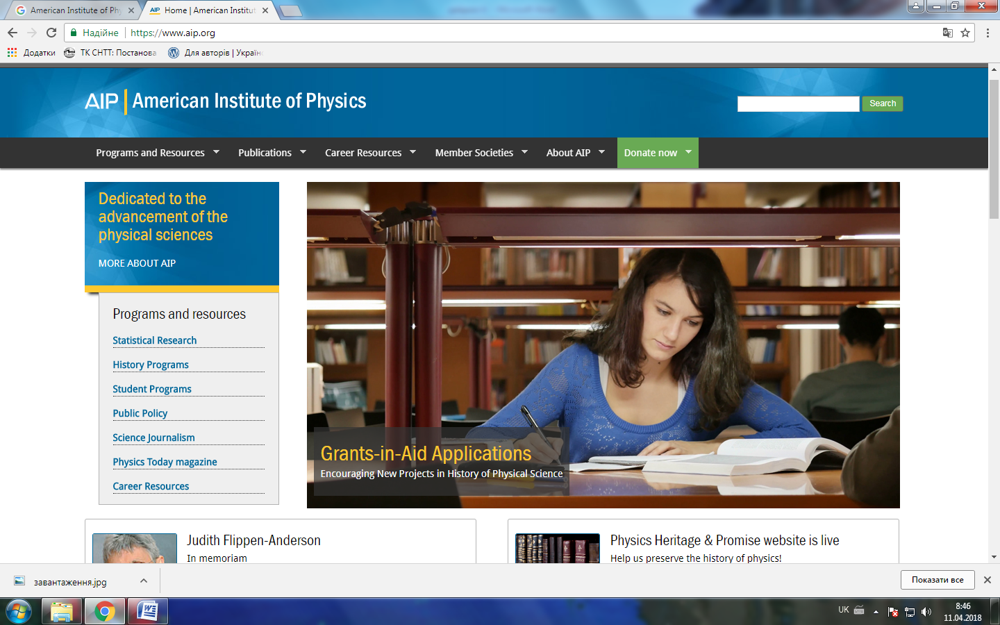 American Institute of Phy
Home | American Institut
Надійне
https://www.aip.org
Додатки
ТК СНТТ: Постанова
Для авторів | Україн
AIP | American Institute of Physics
Search
Programs and Resources
Publications
Career Resources
Member Societies
About AIP
Donate now
Dedicated to the
advancement of the
physical sciences
MORE ABOUT AIP
Programs and resources
Statistical Research
History Programs
Student Programs
Public Policy
Science Journalism
Physics Today magazine
Career Resources
Grants-in-Aid Applications
Encouraging New Projects in History of Physical Science
Judith Flippen-Anderson
In memoriam
Physics Heritage & Promise website is live
Help us preserve the history of physics!
завантаження.jpg
Показати все
UK
8:46
11.04.2018